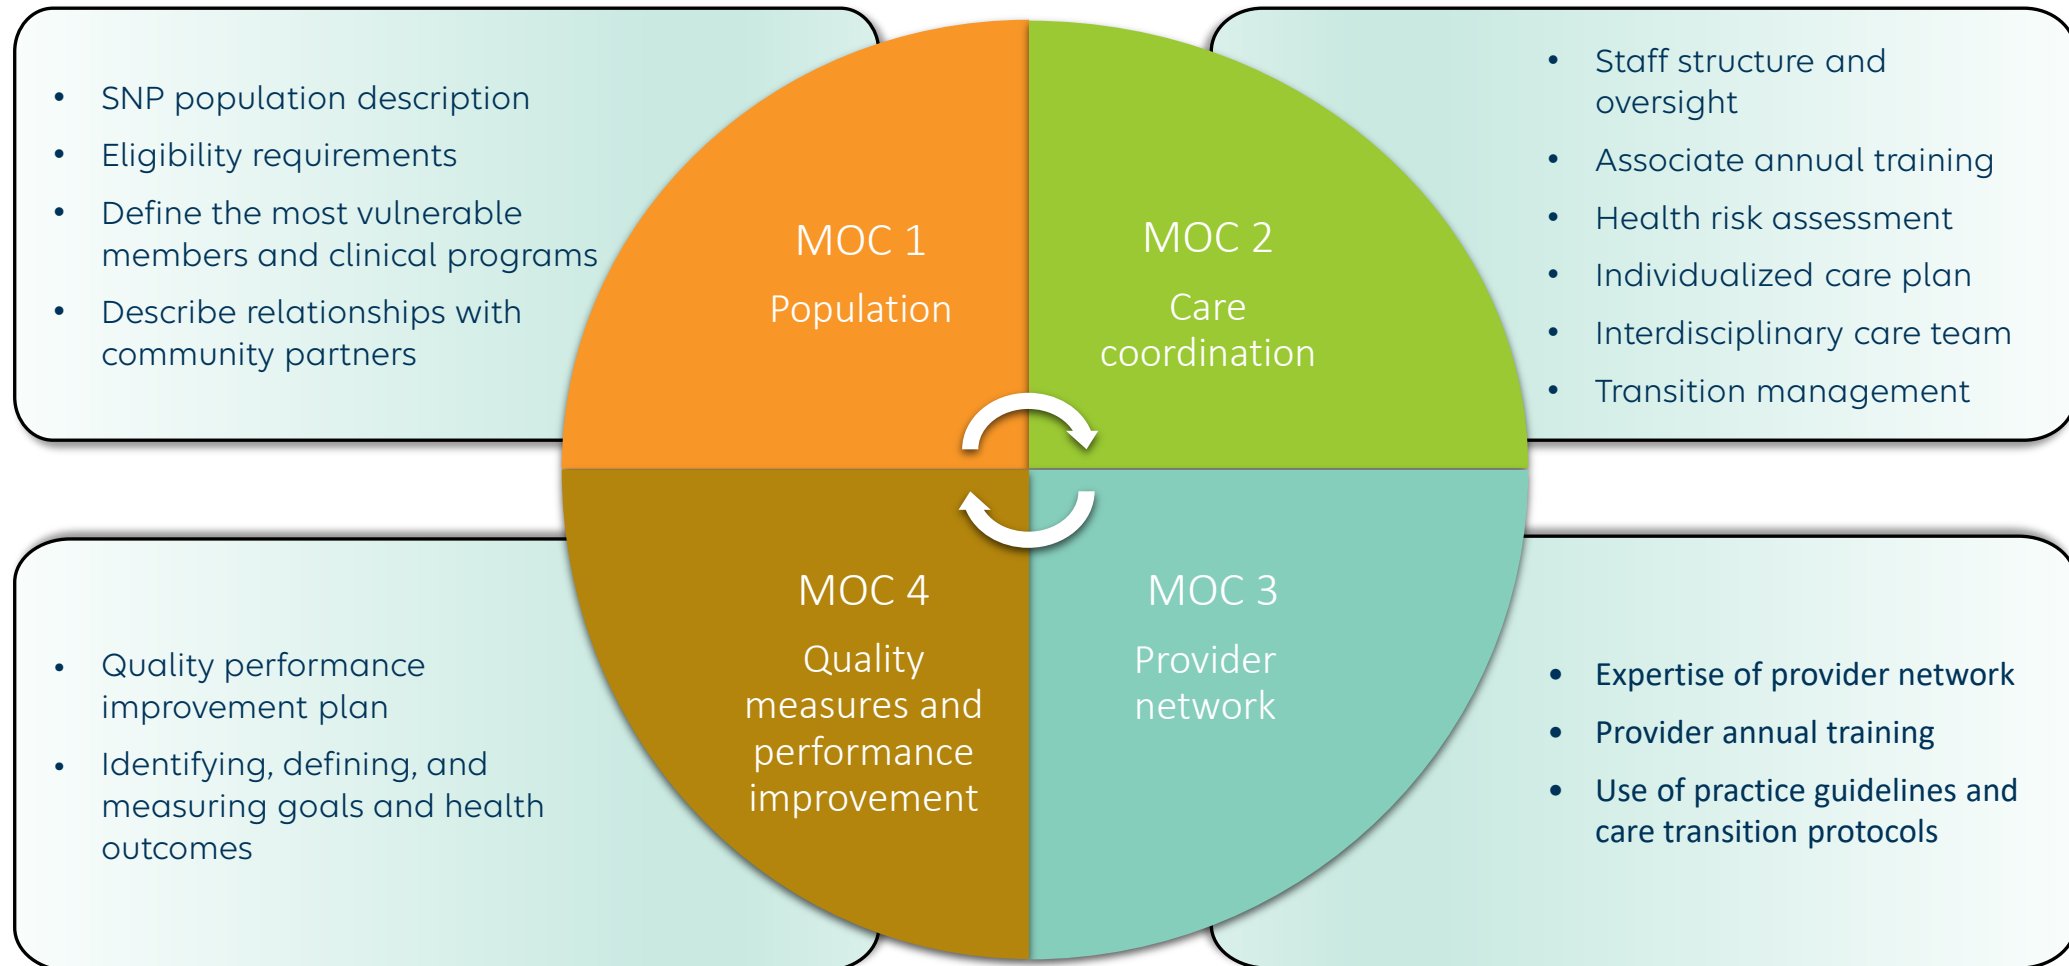 • SNP population description
• Eligibility requirements
• Define the most vulnerable
members and clinical programs
• Describe relationships with
community partners
MOC 1
Population
MOC 2
Care
coordination
• Staff structure and
oversight
• Associate annual training
• Health risk assessment
• Individualized care plan
• Interdisciplinary care team
• Transition management
• Quality performance
improvement plan
• Identifying, defining, and
measuring goals and health
outcomes
MOC 4
Quality
measures and
performance
improvement
MOC 3
Provider
network
• Expertise of provider network
• Provider annual training
• Use of practice guidelines and
care transition protocols